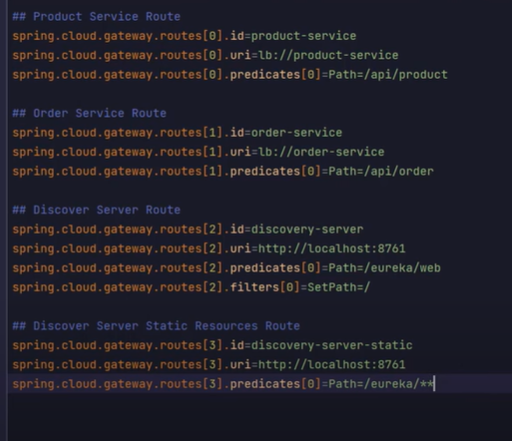 ## Product Service Route
spring.cloud.gateway.routes[0].id=product-service
spring.cloud.gateway.routes[0].uri=lb://product-service
spring.cloud.gateway.routes[0].predicates[0]=Path=/api/product
## Order Service Route
spring.cloud.gateway.routes[1].id=order-service
spring.cloud.gateway.routes[1].uri=lb://order-service
spring.cloud.gateway.routes[1].predicates[0]=Path=/api/order
## Discover Server Route
spring.cloud.gateway.routes[2].id=discovery-server
spring.cloud.gateway.routes[2].uri=http://localhost:8761
spring.cloud.gateway.routes[2].predicates[0]=Path=/eureka/web
spring.cloud.gateway.routes[2].filters[0]=SetPath=/
## Discover Server Static Resources Route
spring.cloud.gateway.routes[3].id=discovery-server-static
spring.cloud.gateway.routes[3].uri=http://localhost:8761
spring.cloud.gateway.routes[3].predicates[0]=Path=/eureka/**